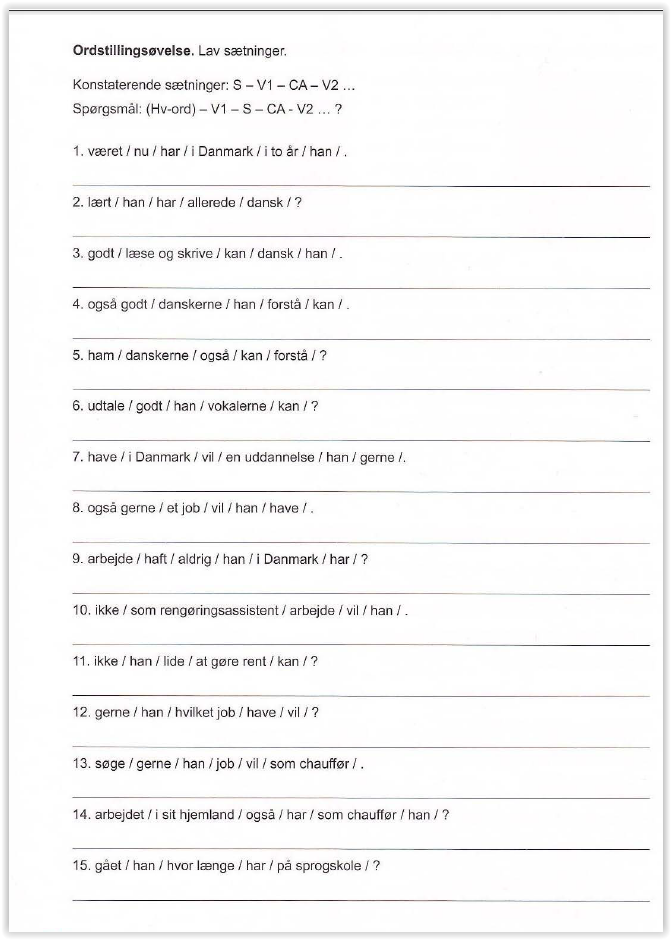 Ordstillingsøvelse. Lav sætninger.
Konstaterende sætninger: S – V1 – CA – V2 ...
Spørgsmål: (Hv-ord) – V1 – S – CA - V2 ... ?
1. været / nu / har / i Danmark / i to år / han / .
2. lært / han / har / allerede / dansk / ?
3. godt / læse og skrive / kan / dansk / han / .
4. også godt / danskerne / han / forstå / kan / .
5. ham / danskerne / også / kan / forstå / ?
6. udtale / godt / han / vokalerne / kan / ?
7. have / i Danmark / vil / en uddannelse / han / gerne /.
8. også gerne / et job / vil / han / have / .
9. arbejde / haft / aldrig / han / i Danmark / har / ?
10. ikke / som rengøringsassistent / arbejde / vil / han / .
11. ikke / han / lide / at gøre rent / kan / ?
12. gerne / han / hvilket job / have / vil / ?
13. søge / gerne / han / job / vil / som chauffør / .
14. arbejdet / i sit hjemland / også / har / som chauffør / han / ?
15. gået / han / hvor længe / har / på sprogskole / ?